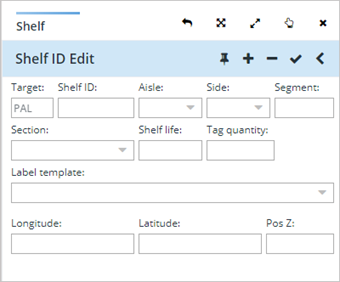 Shelf
Shelf ID Edit
Target: Shelf ID: Aisle: Side: Segment:
PAL
Section: Shelf life: Tag quantity:
Label template:
Longitude: Latitude: Pos Z: